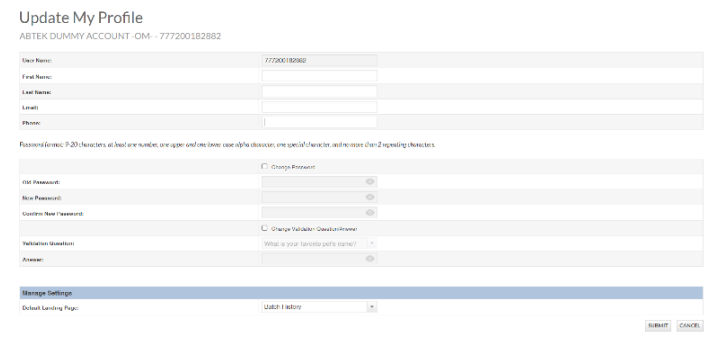 Update My Profile
ABTEK DUMMY ACCOUNT -OM- - 777200182882
User Name: 777200182882
First Name:
Last Name:
Email:
Phone:
Password format: 9-20 characters, at least one number, one upper and one lower case alpha character, one special character, and no more than 2 repeating characters.
Change Password
Old Password:
New Password:
Confirm New Password:
Change Validation Question/Answer
Validation Question: What is your favorite pet's name?
Answer:
Manage Settings
Default Landing Page: Batch History
SUBMIT CANCEL